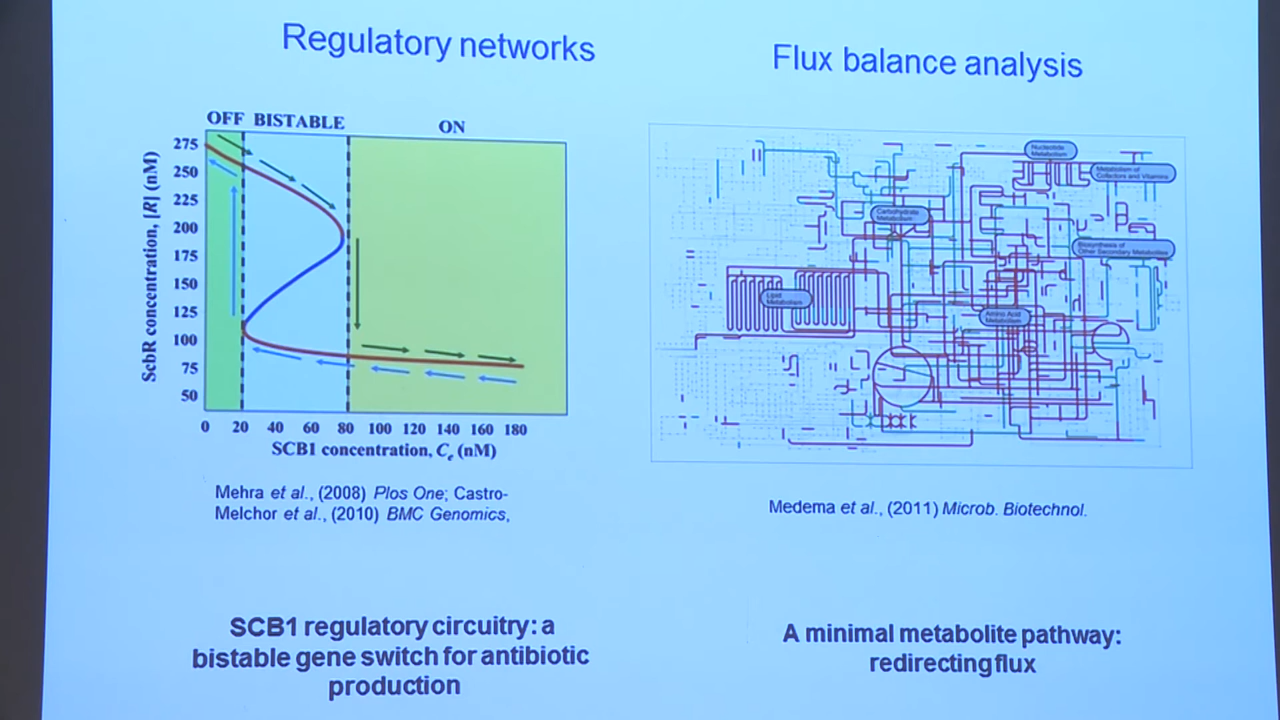 Regulatory networks
Flux balance analysis
OFF BISTABLE
ON
275
250
225
200
175
150
125
100
75
50
ScbR concentration, [R] (nM)
0 20 40 60 80 100 120 140 160 180
SCB1 concentration, Ce (nM)
Nucleotide
Metabolism
Metabolism of
Cofactors and Vitamins
Carbohydrate
Metabolism
Biosynthesis of
Other Secondary Metabolites
Lipid
Metabolism
Amino Acid
Metabolism
Mehra et al., (2008) Plos One; Castro-
Melchor et al., (2010) BMC Genomics,
Medema et al., (2011) Microb. Biotechnol.
SCB1 regulatory circuitry: a
bistable gene switch for antibiotic
production
A minimal metabolite pathway:
redirecting flux